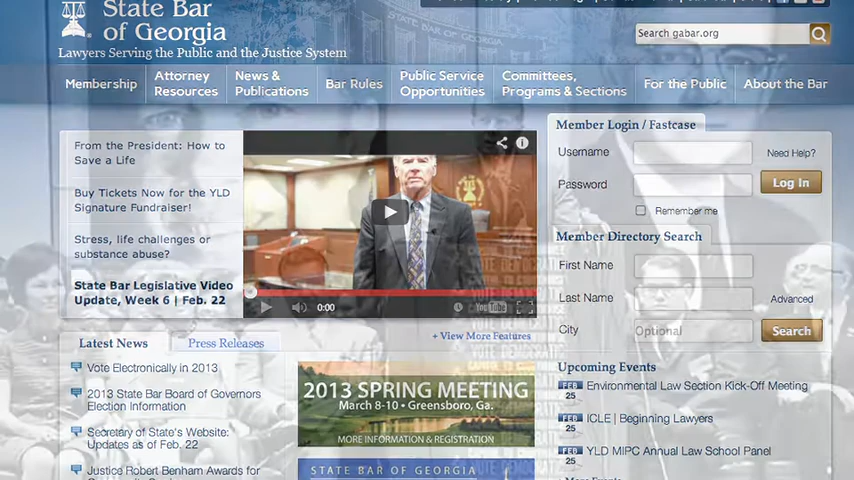 State Bar
of Georgia
Lawyers Serving the Public and the Justice System
Search gabar.org
Membership
Attorney
Resources
News &
Publications
Bar Rules
Public Service
Opportunities
Committees,
Programs & Sections
For the Public
About the Bar
From the President: How to
Save a Life
Buy Tickets Now for the YLD
Signature Fundraiser!
Stress, life challenges or
substance abuse?
State Bar Legislative Video
Update, Week 6 | Feb. 22
0:00
YouTube
+ View More Features
Member Login / Fastcase
Username
Need Help?
Password
Log In
Remember me
Member Directory Search
First Name
Last Name
Advanced
City
Optional
Search
Latest News
Press Releases
Vote Electronically in 2013
2013 State Bar Board of Governors
Election Information
Secretary of State's Website:
Updates as of Feb. 22
Justice Robert Benham Awards for
2013 SPRING MEETING
March 8-10 • Greensboro, Ga.
MORE INFORMATION & REGISTRATION
STATE BAR OF GEORGIA
Upcoming Events
FEB
25
Environmental Law Section Kick-Off Meeting
FEB
25
ICLE | Beginning Lawyers
FEB
25
YLD MIPC Annual Law School Panel
VOTE DEMOCRATIC